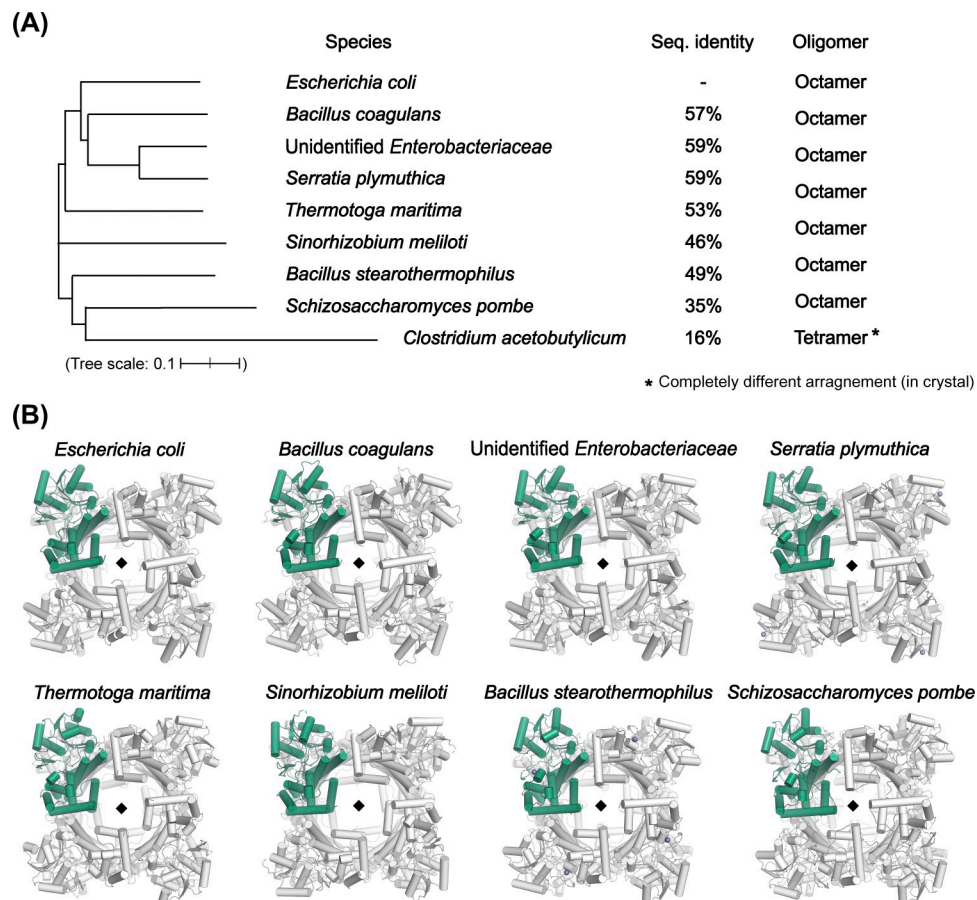 (A)
Species Seq. identity Oligomer
Escherichia coli - Octamer
Bacillus coagulans 57% Octamer
Unidentified Enterobacteriaceae 59% Octamer
Serratia plymuthica 59% Octamer
Thermotoga maritima 53% Octamer
Sinorhizobium meliloti 46% Octamer
Bacillus stearothermophilus 49% Octamer
Schizosaccharomyces pombe 35% Octamer
Clostridium acetobutylicum 16% Tetramer *
(Tree scale: 0.1 )
* Completely different arragnement (in crystal)
(B)
Escherichia coli Bacillus coagulans Unidentified Enterobacteriaceae Serratia plymuthica
Thermotoga maritima Sinorhizobium meliloti Bacillus stearothermophilus Schizosaccharomyces pombe